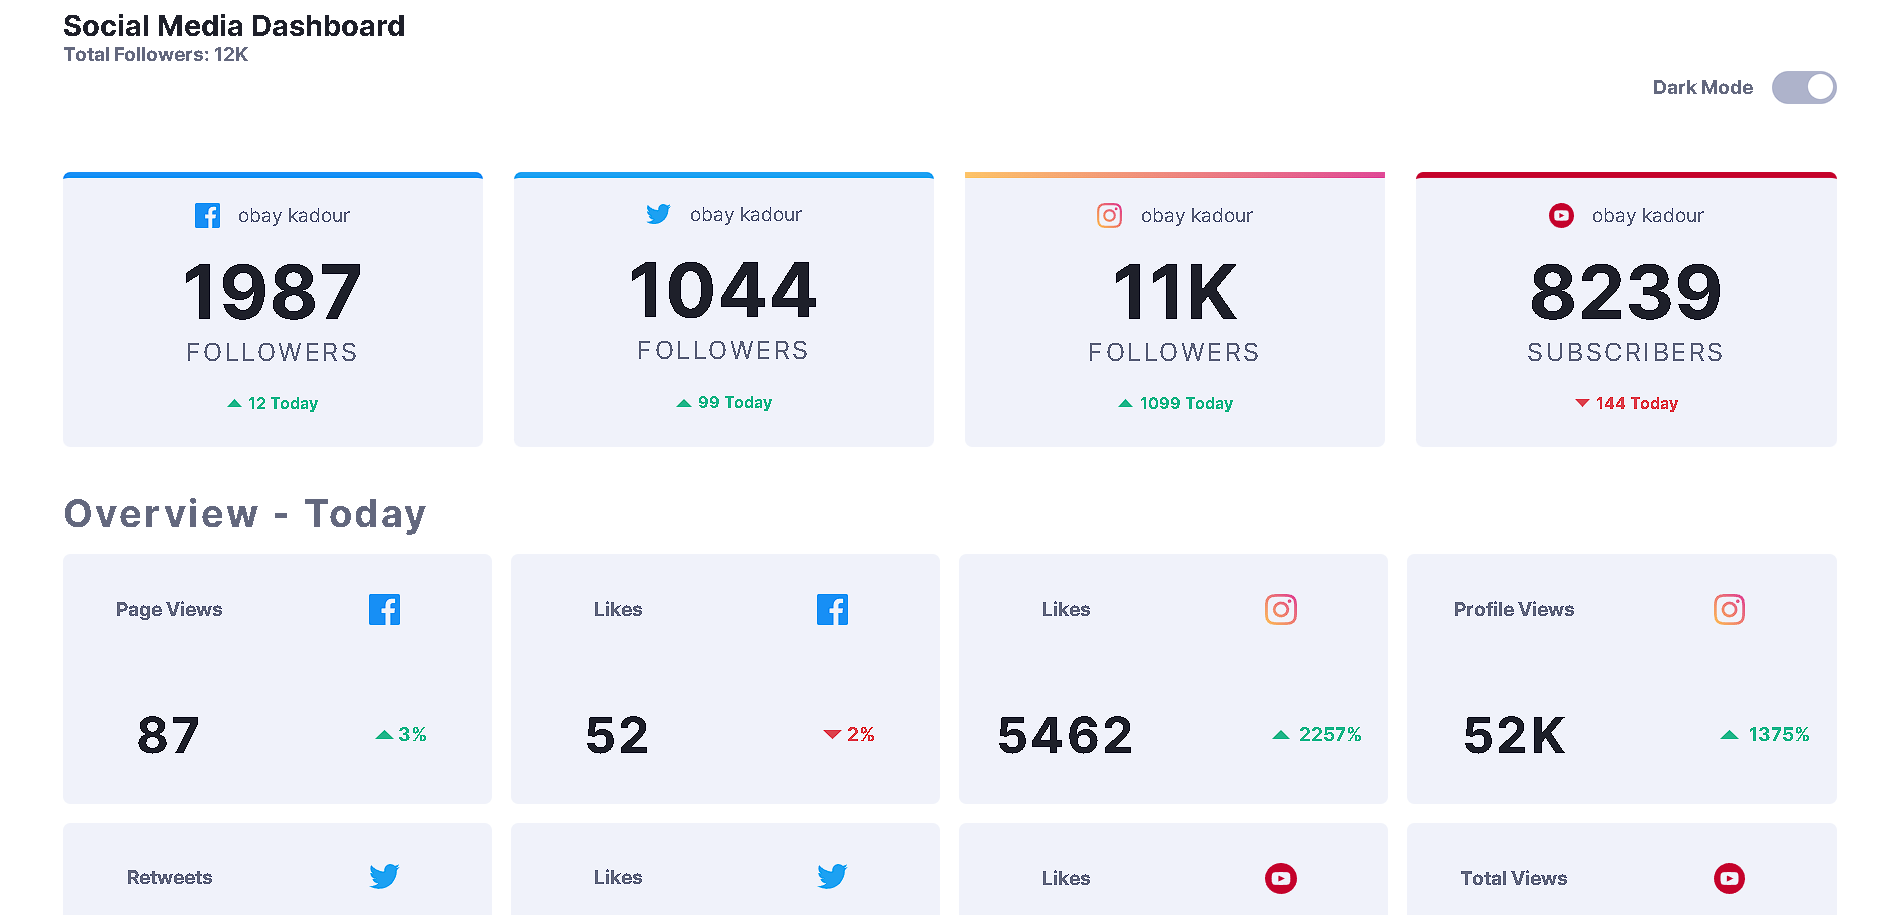 Social Media Dashboard
Total Followers: 12K
Dark Mode
obay kadour
1987
FOLLOWERS
12 Today
obay kadour
1044
FOLLOWERS
99 Today
obay kadour
11K
FOLLOWERS
1099 Today
obay kadour
8239
SUBSCRIBERS
144 Today
Overview - Today
Page Views
87
3%
Likes
52
2%
Likes
5462
2257%
Profile Views
52K
1375%
Retweets
Likes
Likes
Total Views